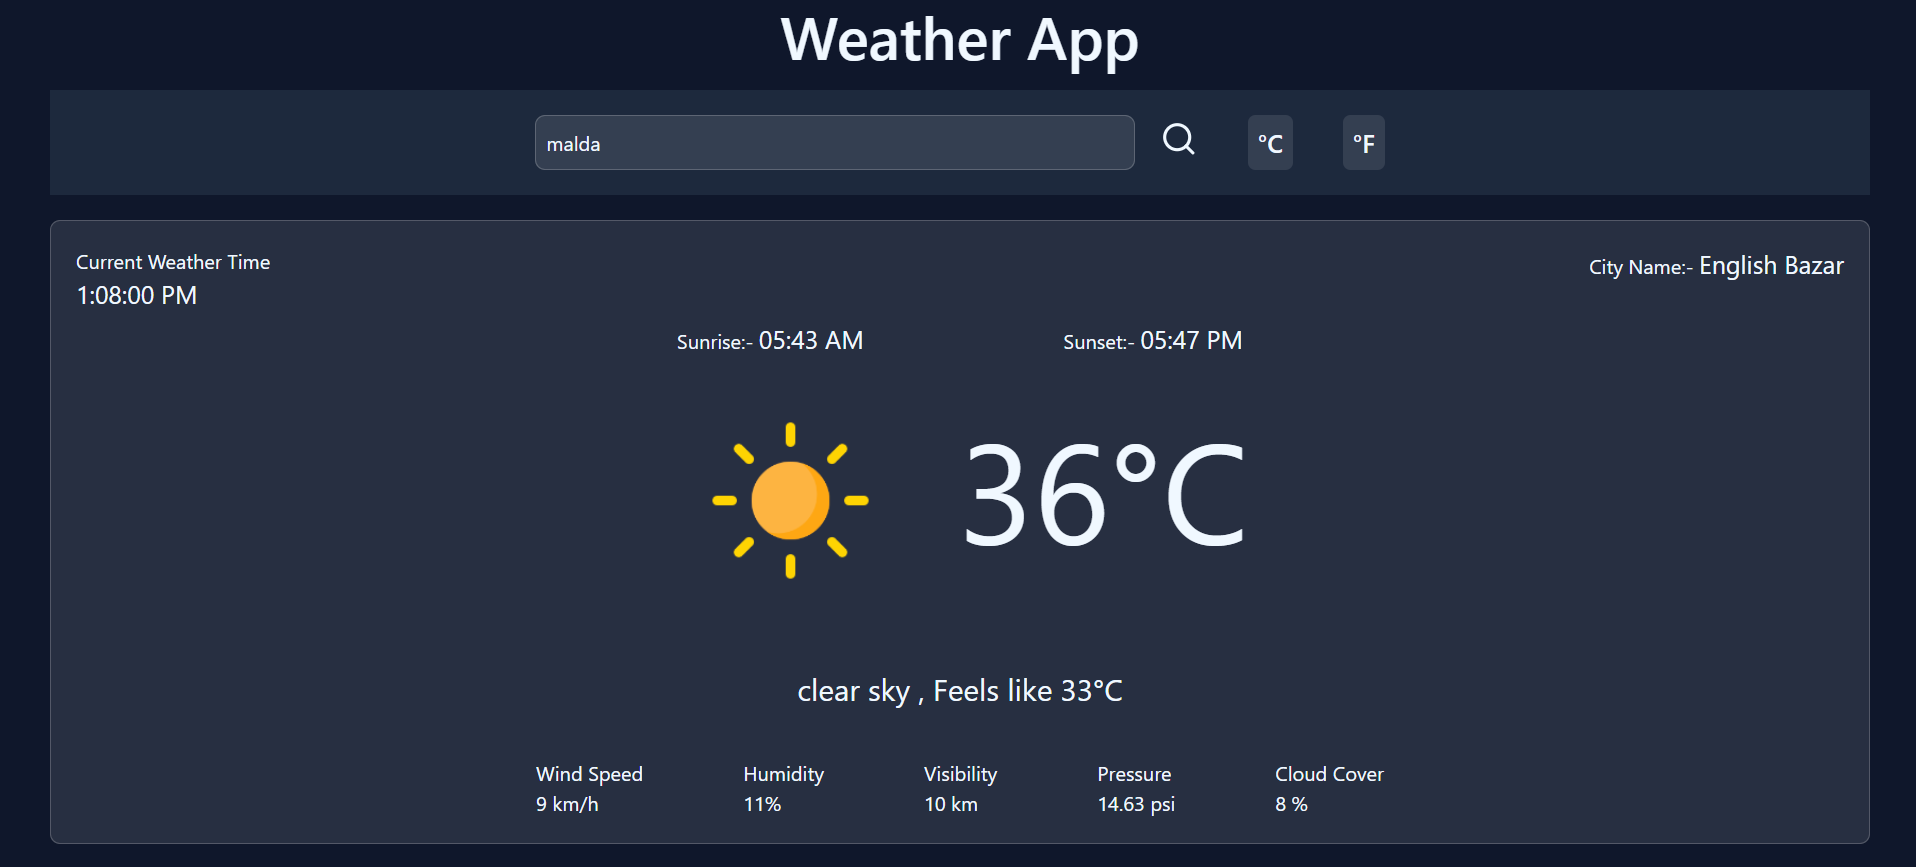 Weather App
malda
°C
°F
Current Weather Time
1:08:00 PM
City Name:- English Bazar
Sunrise:- 05:43 AM
Sunset:- 05:47 PM
36°C
clear sky , Feels like 33°C
Wind Speed
9 km/h
Humidity
11%
Visibility
10 km
Pressure
14.63 psi
Cloud Cover
8 %